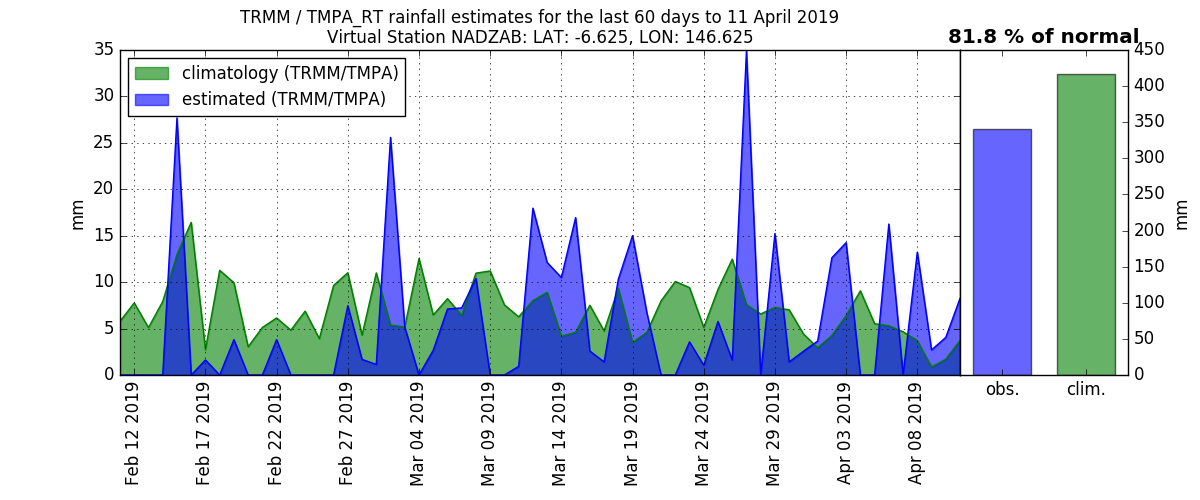 TRMM / TMPA_RT rainfall estimates for the last 60 days to 11 April 2019
Virtual Station NADZAB: LAT: -6.625, LON: 146.625
81.8 % of normal
climatology (TRMM/TMPA)
estimated (TRMM/TMPA)
35
30
25
20
15
10
5
0
mm
Feb 12 2019
Feb 17 2019
Feb 22 2019
Feb 27 2019
Mar 04 2019
Mar 09 2019
Mar 14 2019
Mar 19 2019
Mar 24 2019
Mar 29 2019
Apr 03 2019
Apr 08 2019
450
400
350
300
250
200
150
100
50
0
mm
obs.
clim.